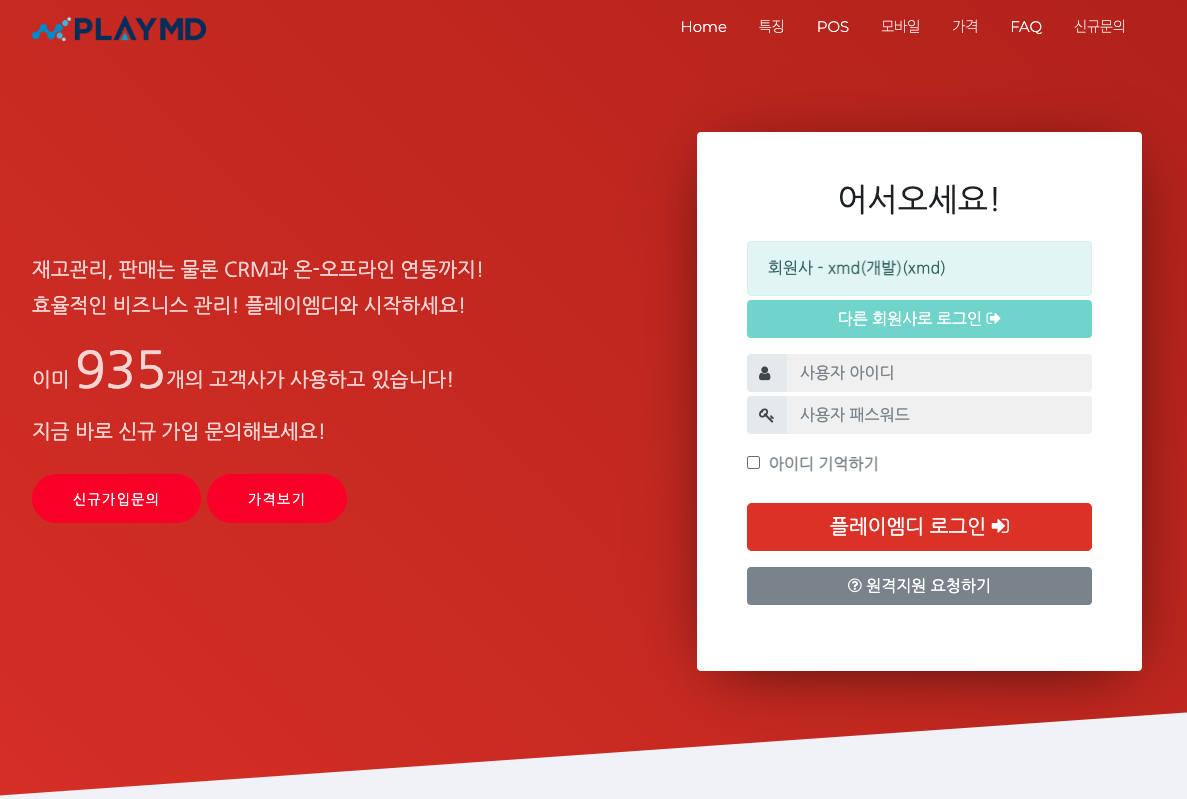 PLAYMD
Home 특징 POS 모바일 가격 FAQ 신규문의
재고관리, 판매는 물론 CRM과 온-오프라인 연동까지!
효율적인 비즈니스 관리! 플레이엠디와 시작하세요!
이미 935개의 고객사가 사용하고 있습니다!
지금 바로 신규 가입 문의해보세요!
신규가입문의 가격보기
어서오세요!
회원사 - xmd(개발)(xmd)
다른 회원사로 로그인
사용자 아이디
사용자 패스워드
아이디 기억하기
플레이엠디 로그인
원격지원 요청하기